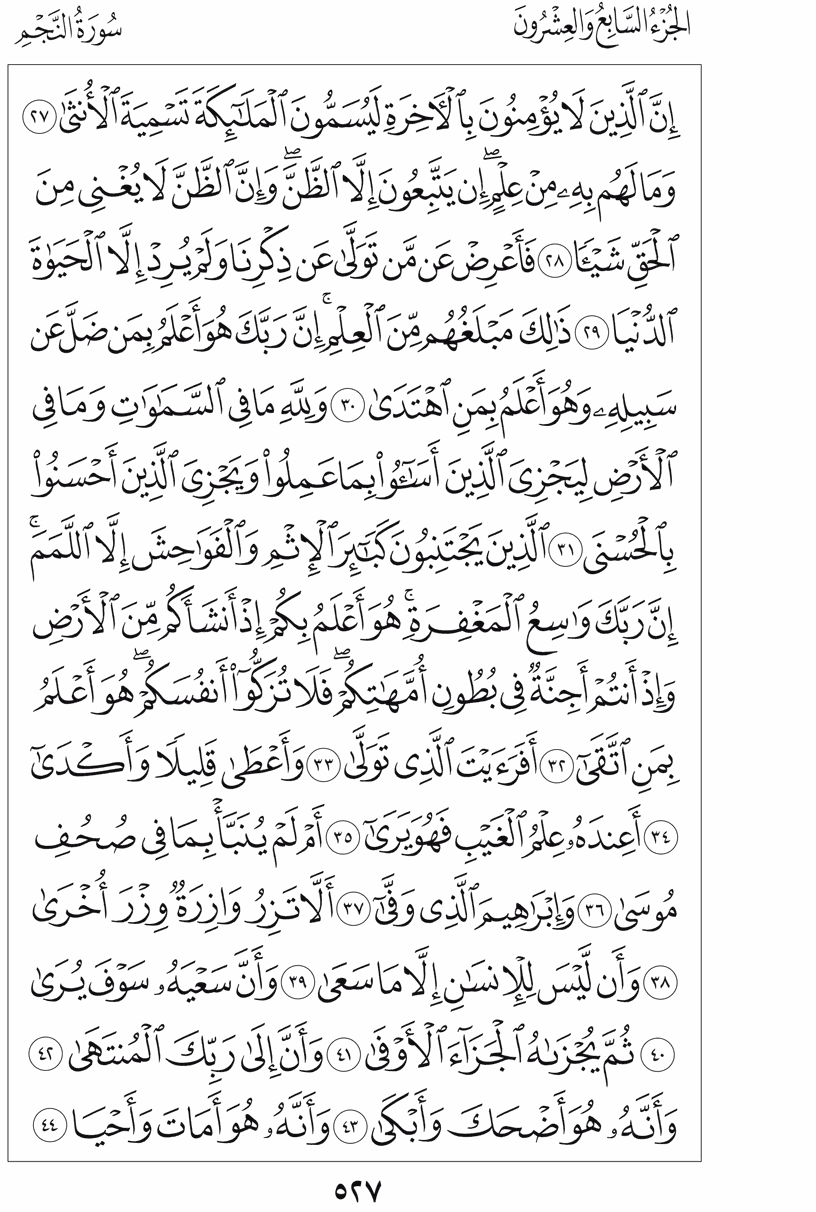 الجُزْءُ السَّابِعُ وَالعِشْرُونَ سُورَةُ النَّجْمِ
إِنَّ ٱلَّذِينَ لَا يُؤْمِنُونَ بِٱلْأَخِرَةِ لَيُسَمُّونَ ٱلْمَلَٰٓئِكَةَ تَسْمِيَةَ ٱلْأُنثَىٰ ٢٧
وَمَا لَهُم بِهِۦ مِنْ عِلْمٍ ۖ إِن يَتَّبِعُونَ إِلَّا ٱلظَّنَّ ۖ وَإِنَّ ٱلظَّنَّ لَا يُغْنِى مِنَ
ٱلْحَقِّ شَيْـًٔا ٢٨ فَأَعْرِضْ عَن مَّن تَوَلَّىٰ عَن ذِكْرِنَا وَلَمْ يُرِدْ إِلَّا ٱلْحَيَوٰةَ
ٱلدُّنْيَا ٢٩ ذَٰلِكَ مَبْلَغُهُم مِّنَ ٱلْعِلْمِ ۚ إِنَّ رَبَّكَ هُوَ أَعْلَمُ بِمَن ضَلَّ عَن
سَبِيلِهِۦ وَهُوَ أَعْلَمُ بِمَنِ ٱهْتَدَىٰ ٣٠ وَلِلَّهِ مَا فِى ٱلسَّمَٰوَٰتِ وَمَا فِى
ٱلْأَرْضِ لِيَجْزِىَ ٱلَّذِينَ أَسَٰٓـُٔوا۟ بِمَا عَمِلُوا۟ وَيَجْزِىَ ٱلَّذِينَ أَحْسَنُوا۟
بِٱلْحُسْنَى ٣١ ٱلَّذِينَ يَجْتَنِبُونَ كَبَٰٓئِرَ ٱلْإِثْمِ وَٱلْفَوَٰحِشَ إِلَّا ٱللَّمَمَ ۚ
إِنَّ رَبَّكَ وَٰسِعُ ٱلْمَغْفِرَةِ ۚ هُوَ أَعْلَمُ بِكُمْ إِذْ أَنشَأَكُم مِّنَ ٱلْأَرْضِ
وَإِذْ أَنتُمْ أَجِنَّةٌ فِى بُطُونِ أُمَّهَٰتِكُمْ ۖ فَلَا تُزَكُّوٓا۟ أَنفُسَكُمْ ۖ هُوَ أَعْلَمُ
بِمَنِ ٱتَّقَىٰٓ ٣٢ أَفَرَءَيْتَ ٱلَّذِى تَوَلَّىٰ ٣٣ وَأَعْطَىٰ قَلِيلًا وَأَكْدَىٰٓ
٣٤ أَعِندَهُۥ عِلْمُ ٱلْغَيْبِ فَهُوَ يَرَىٰٓ ٣٥ أَمْ لَمْ يُنَبَّأْ بِمَا فِى صُحُفِ
مُوسَىٰ ٣٦ وَإِبْرَٰهِيمَ ٱلَّذِى وَفَّىٰٓ ٣٧ أَلَّا تَزِرُ وَازِرَةٌ وِزْرَ أُخْرَىٰ
٣٨ وَأَن لَّيْسَ لِلْإِنسَٰنِ إِلَّا مَا سَعَىٰ ٣٩ وَأَنَّ سَعْيَهُۥ سَوْفَ يُرَىٰ
٤٠ ثُمَّ يُجْزَىٰهُ ٱلْجَزَآءَ ٱلْأَوْفَىٰ ٤١ وَأَنَّ إِلَىٰ رَبِّكَ ٱلْمُنتَهَىٰ ٤٢
وَأَنَّهُۥ هُوَ أَضْحَكَ وَأَبْكَىٰ ٤٣ وَأَنَّهُۥ هُوَ أَمَاتَ وَأَحْيَا ٤٤
٥٢٧